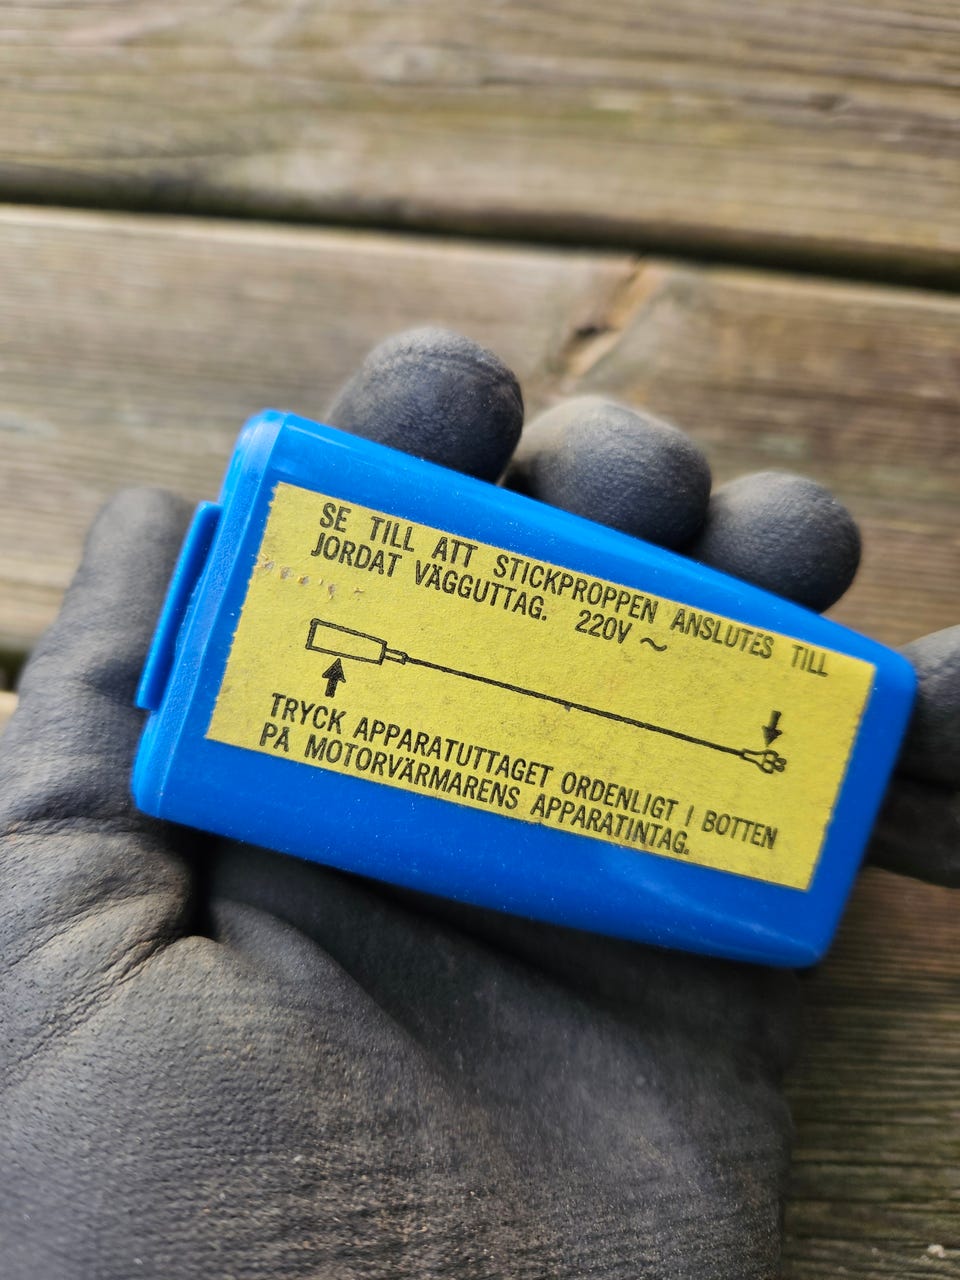 SE TILL ATT STICKPROPPEN ANSLUTES TILL
JORDAT VÄGGUTTAG. 220V ~
TRYCK APPARATUTTAGET ORDENLIGT I BOTTEN
PÅ MOTORVÄRMARENS APPARATINTAG.